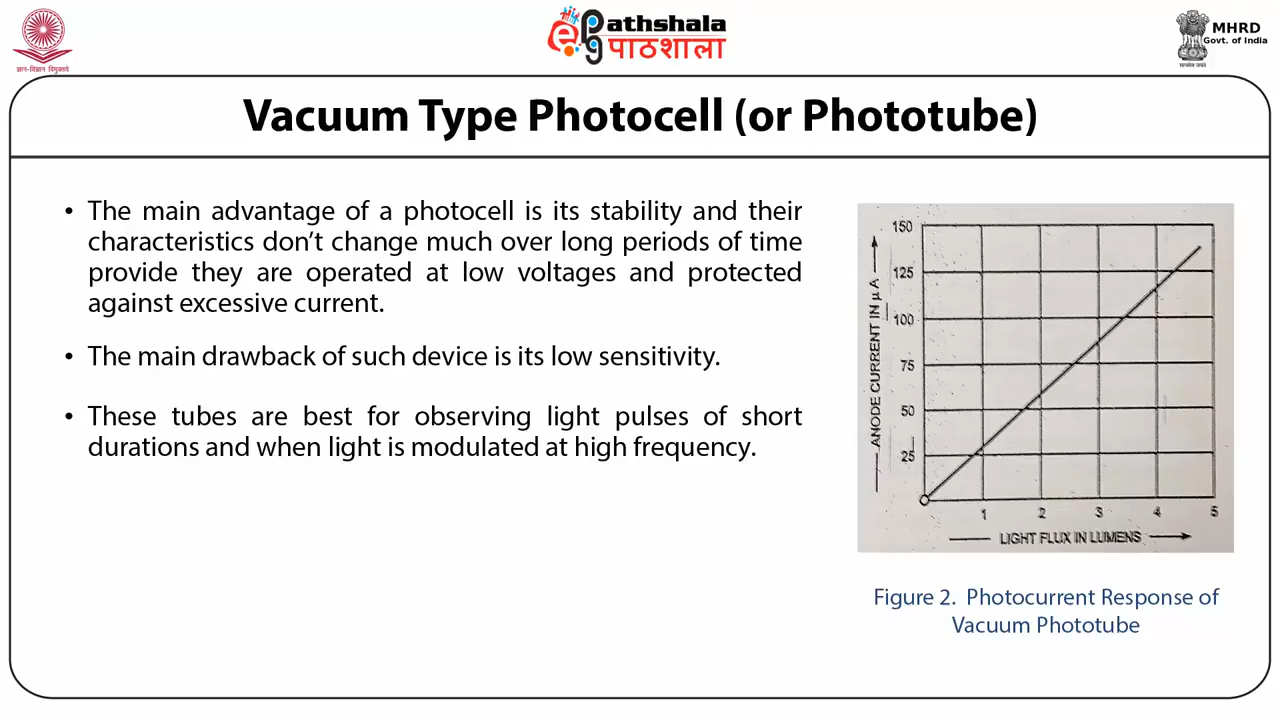 ज्ञान-विज्ञान विमुक्तये
ePathshala
पाठशाला
MHRD
Govt. of India
सत्यमेव जयते
Vacuum Type Photocell (or Phototube)
• The main advantage of a photocell is its stability and their
characteristics don’t change much over long periods of time
provide they are operated at low voltages and protected
against excessive current.
• The main drawback of such device is its low sensitivity.
• These tubes are best for observing light pulses of short
durations and when light is modulated at high frequency.
150
125
100
75
50
25
ANODE CURRENT IN μ A
1 2 3 4 5
LIGHT FLUX IN LUMENS
Figure 2. Photocurrent Response of
Vacuum Phototube